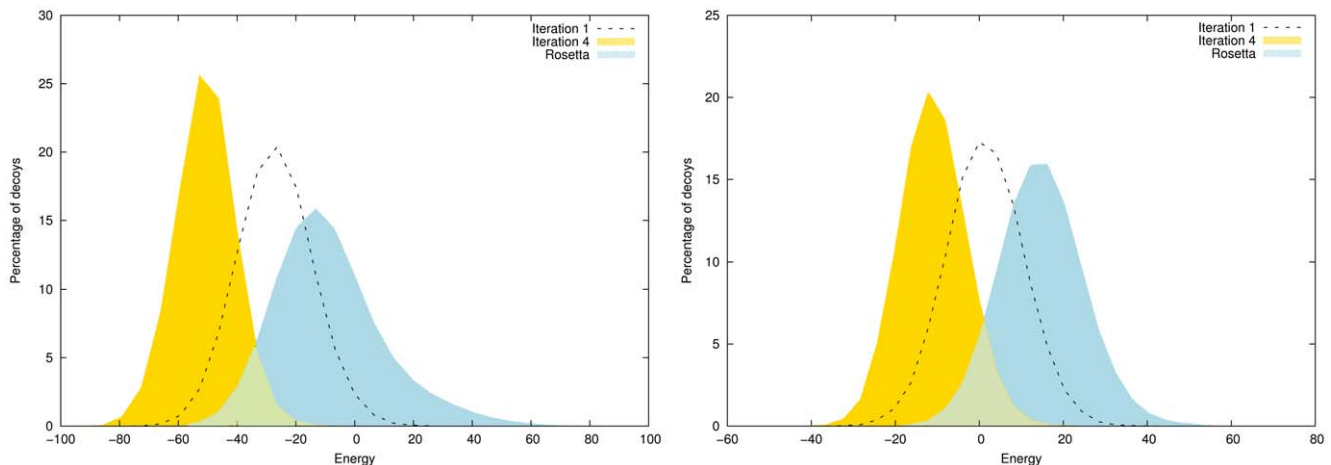 30
25
20
15
10
5
0
Percentage of decoys
Iteration 1
Iteration 4
Rosetta
−100 −80 −60 −40 −20 0 20 40 60 80 100
Energy
25
20
15
10
5
0
Percentage of decoys
Iteration 1
Iteration 4
Rosetta
−60 −40 −20 0 20 40 60 80
Energy